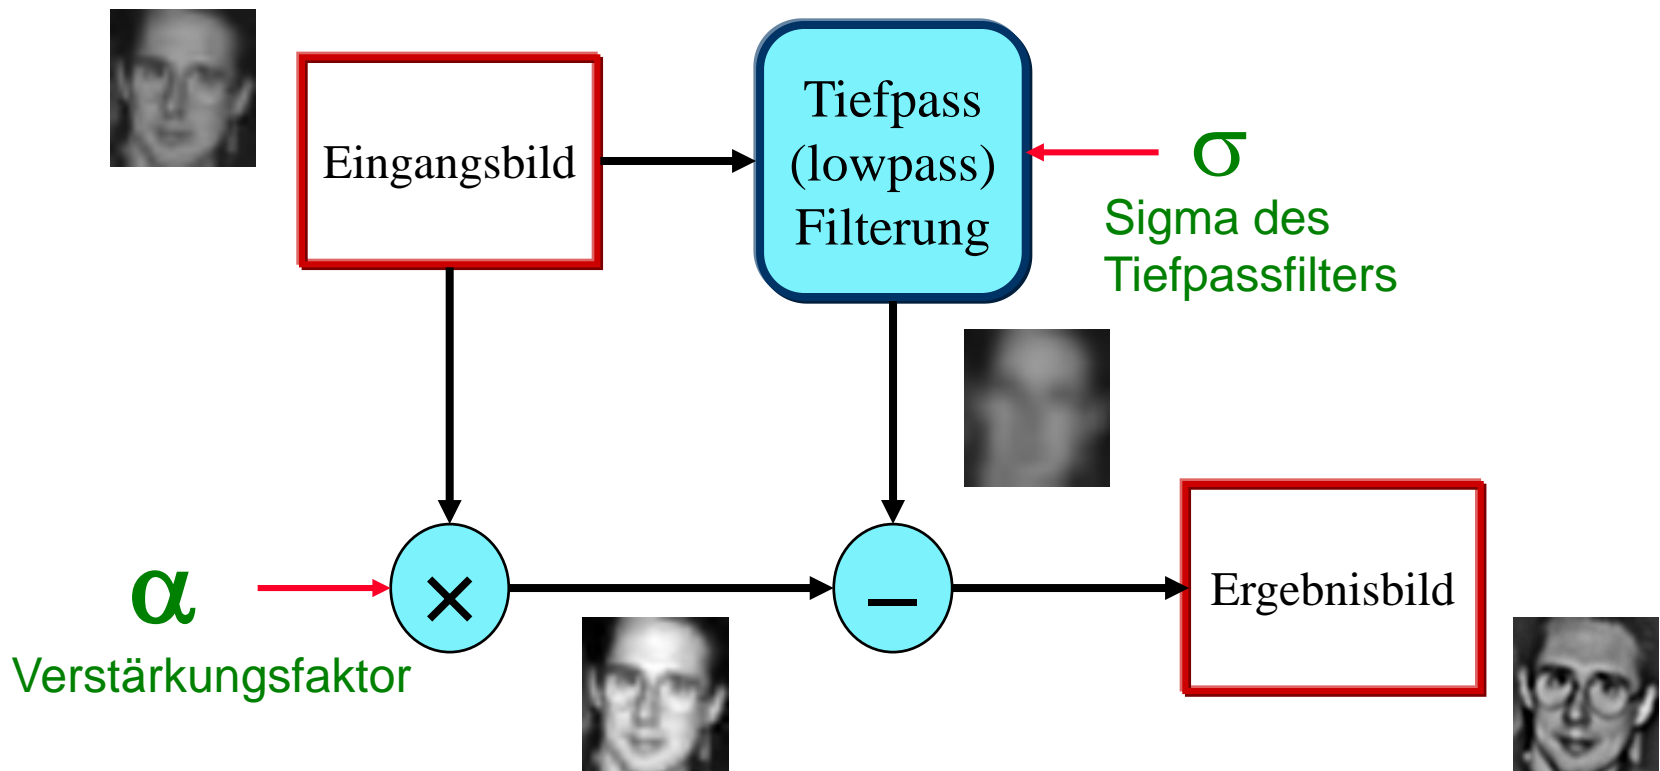 Eingangsbild
Tiefpass
(lowpass)
Filterung
σ
Sigma des
Tiefpassfilters
α
Verstärkungsfaktor
×
–
Ergebnisbild